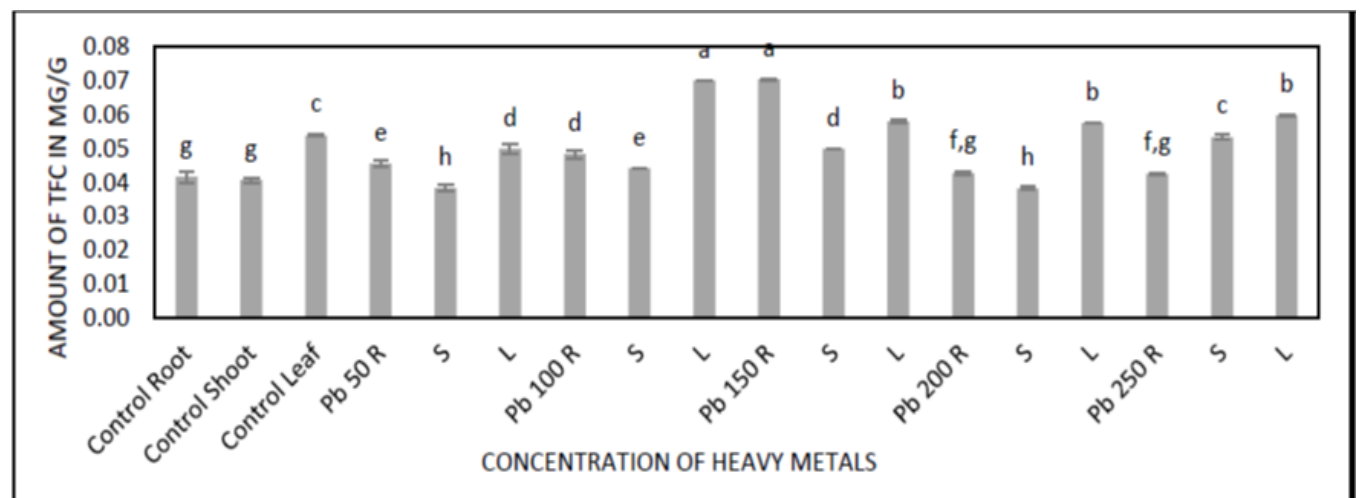 AMOUNT OF TFC IN MG/G
0.08
0.07
0.06
0.05
0.04
0.03
0.02
0.01
0.00
g
g
c
e
h
d
d
e
a
a
d
b
f,g
h
b
f,g
c
b
Control Root
Control Shoot
Control Leaf
Pb 50 R
S
L
Pb 100 R
S
L
Pb 150 R
S
L
Pb 200 R
S
L
Pb 250 R
S
L
CONCENTRATION OF HEAVY METALS